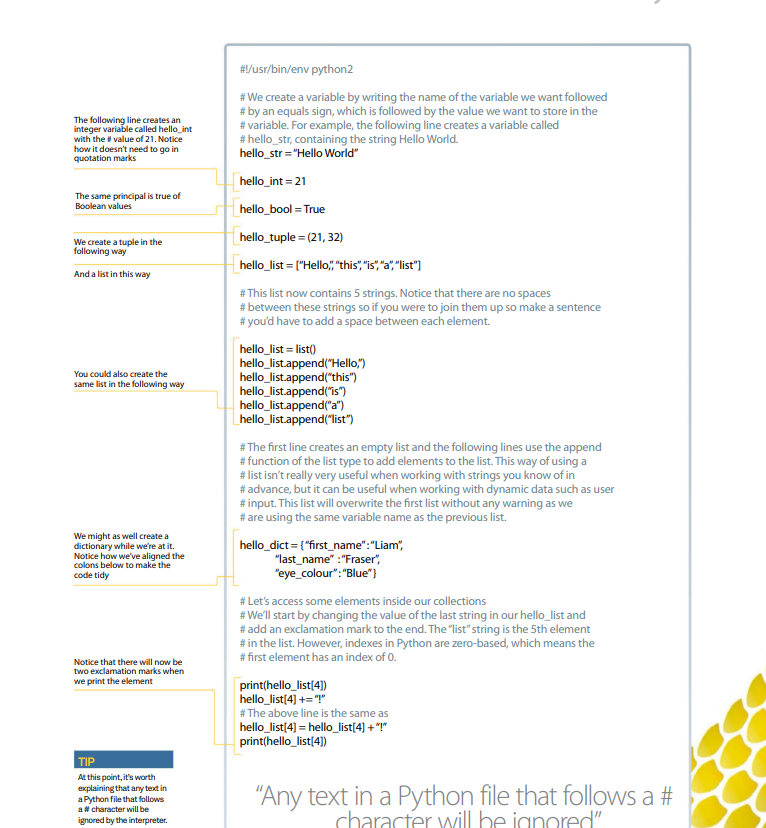 #!/usr/bin/env python2
# We create a variable by writing the name of the variable we want followed
# by an equals sign, which is followed by the value we want to store in the
# variable. For example, the following line creates a variable called
# hello_str, containing the string Hello World.
hello_str = “Hello World”
The following line creates an
integer variable called hello_int
with the # value of 21. Notice
how it doesn’t need to go in
quotation marks
hello_int = 21
The same principal is true of
Boolean values
hello_bool = True
We create a tuple in the
following way
hello_tuple = (21, 32)
And a list in this way
hello_list = [“Hello,”, “this”, “is”, “a”, “list”]
# This list now contains 5 strings. Notice that there are no spaces
# between these strings so if you were to join them up so make a sentence
# you’d have to add a space between each element.
You could also create the
same list in the following way
hello_list = list()
hello_list.append(“Hello,”)
hello_list.append(“this”)
hello_list.append(“is”)
hello_list.append(“a”)
hello_list.append(“list”)
# The first line creates an empty list and the following lines use the append
# function of the list type to add elements to the list. This way of using a
# list isn’t really very useful when working with strings you know of in
# advance, but it can be useful when working with dynamic data such as user
# input. This list will overwrite the first list without any warning as we
# are using the same variable name as the previous list.
We might as well create a
dictionary while we’re at it.
Notice how we’ve aligned the
colons below to make the
code tidy
hello_dict = { “first_name” : “Liam”,
“last_name” : “Fraser”,
“eye_colour” : “Blue” }
# Let’s access some elements inside our collections
# We’ll start by changing the value of the last string in our hello_list and
# add an exclamation mark to the end. The “list” string is the 5th element
# in the list. However, indexes in Python are zero-based, which means the
# first element has an index of 0.
Notice that there will now be
two exclamation marks when
we print the element
print(hello_list[4])
hello_list[4] += “!”
# The above line is the same as
hello_list[4] = hello_list[4] + “!”
print(hello_list[4])
TIP
At this point, it’s worth
explaining that any text in
a Python file that follows
a # character will be
ignored by the interpreter.
“Any text in a Python file that follows a #
character will be ignored”